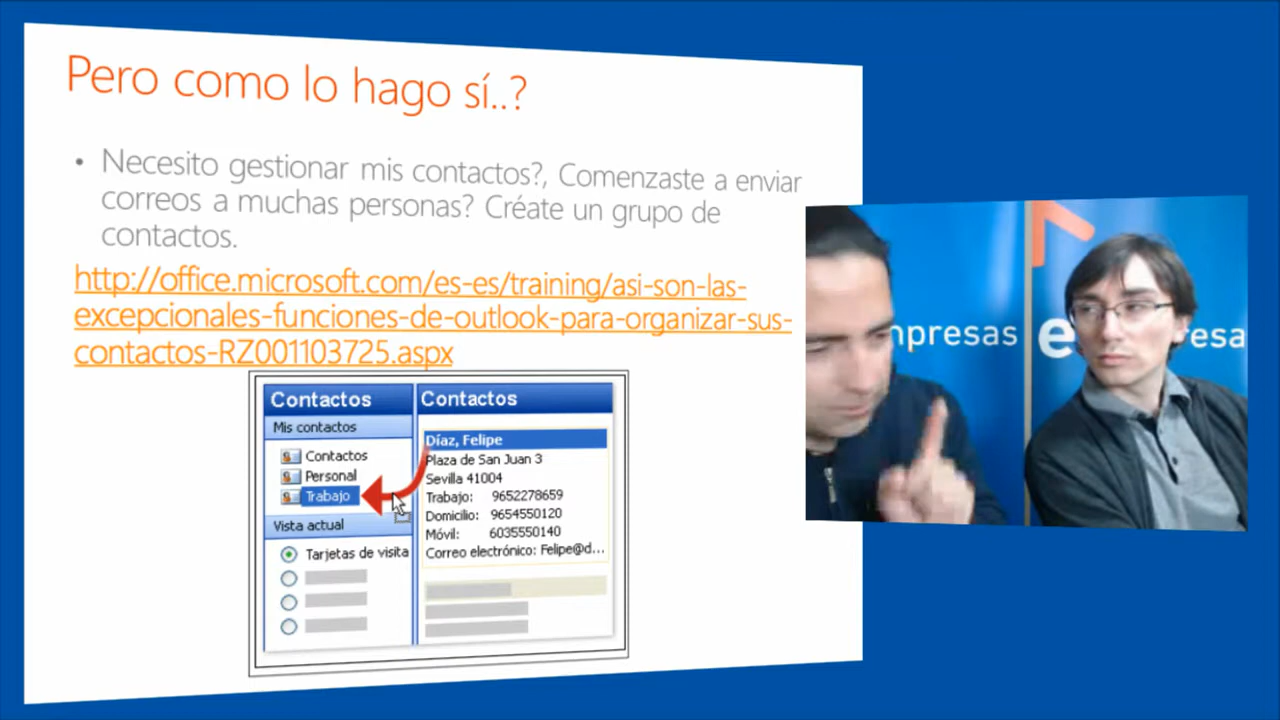 Pero como lo hago sí..?
• Necesito gestionar mis contactos?, Comenzaste a enviar
correos a muchas personas? Créate un grupo de
contactos.
http://office.microsoft.com/es-es/training/asi-son-las-
excepcionales-funciones-de-outlook-para-organizar-sus-
contactos-RZ001103725.aspx
Contactos
Mis contactos
Contactos
Personal
Trabajo
Vista actual
Tarjetas de visita
Contactos
Díaz, Felipe
Plaza de San Juan 3
Sevilla 41004
Trabajo: 9652278659
Domicilio: 9654550120
Móvil: 6035550140
Correo electrónico: Felipe@d...
npresas
e
esa